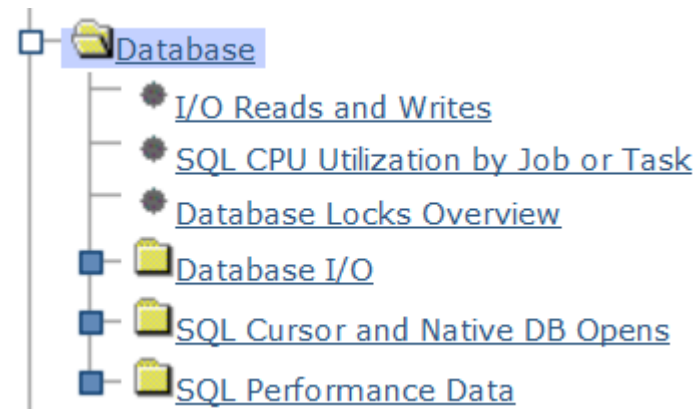 Database
I/O Reads and Writes
SQL CPU Utilization by Job or Task
Database Locks Overview
Database I/O
SQL Cursor and Native DB Opens
SQL Performance Data